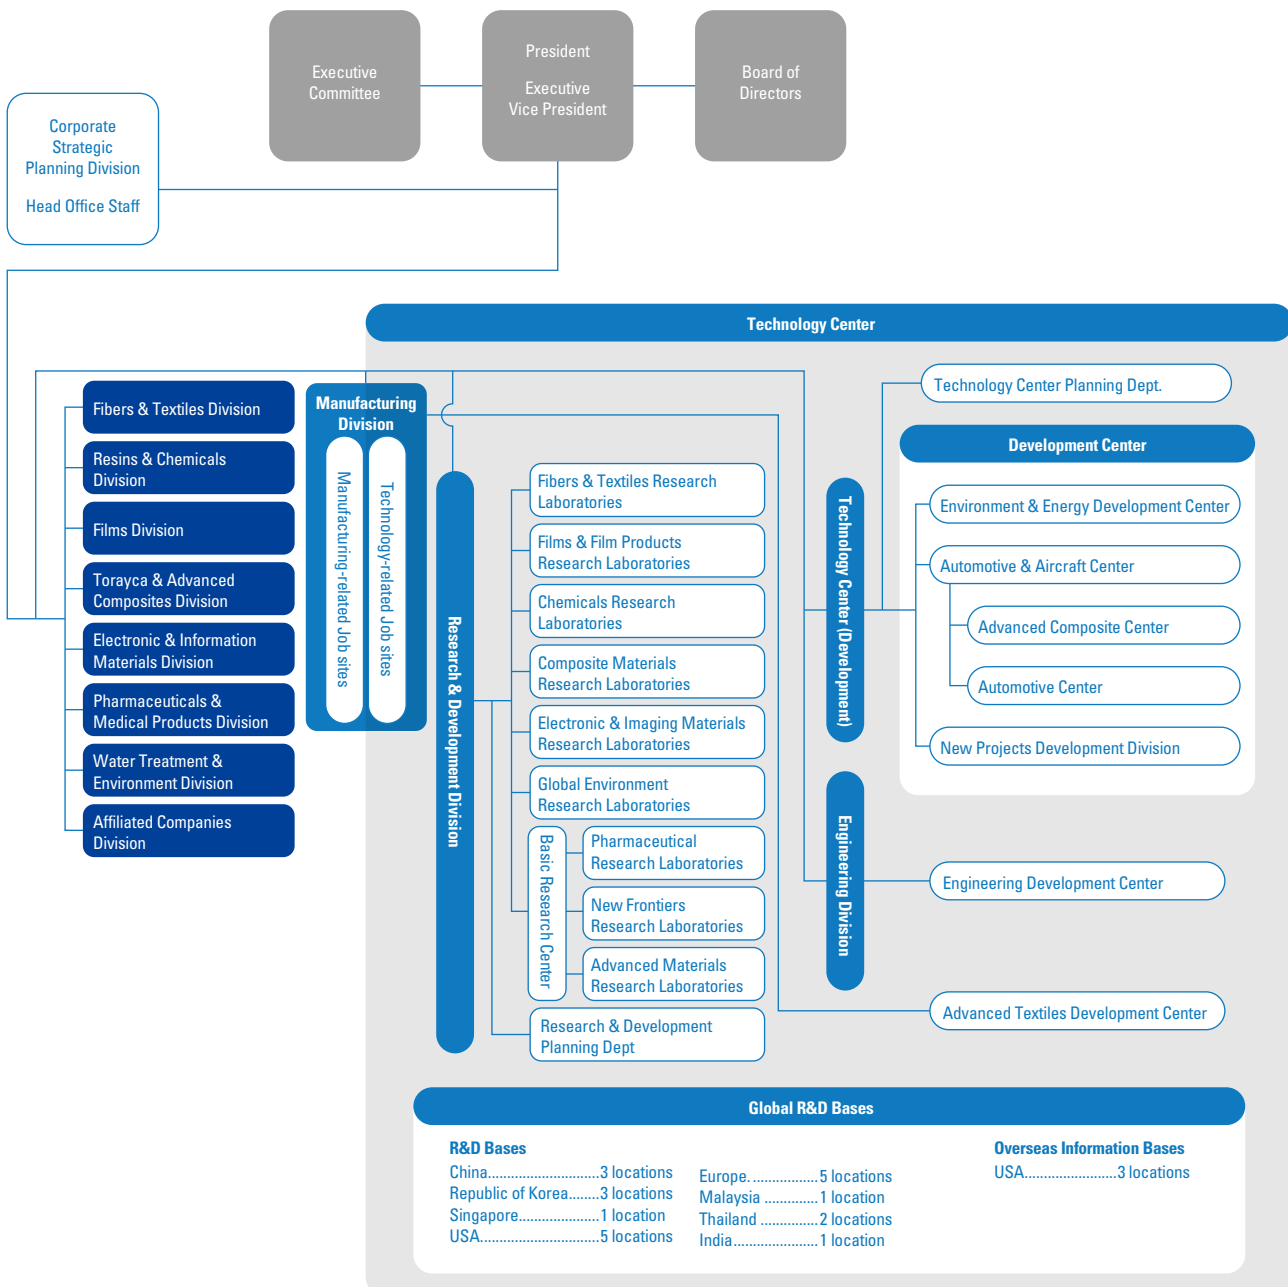 Executive
Committee
President
Executive
Vice President
Board of
Directors
Corporate
Strategic
Planning Division
Head Office Staff
Technology Center
Fibers & Textiles Division
Resins & Chemicals
Division
Films Division
Torayca & Advanced
Composites Division
Electronic & Information
Materials Division
Pharmaceuticals &
Medical Products Division
Water Treatment &
Environment Division
Affiliated Companies
Division
Manufacturing
Division
Manufacturing-related Job sites
Technology-related Job sites
Research & Development Division
Fibers & Textiles Research
Laboratories
Films & Film Products
Research Laboratories
Chemicals Research
Laboratories
Composite Materials
Research Laboratories
Electronic & Imaging Materials
Research Laboratories
Global Environment
Research Laboratories
Basic Research Center
Pharmaceutical
Research Laboratories
New Frontiers
Research Laboratories
Advanced Materials
Research Laboratories
Research & Development
Planning Dept
Technology Center (Development)
Technology Center Planning Dept.
Development Center
Environment & Energy Development Center
Automotive & Aircraft Center
Advanced Composite Center
Automotive Center
New Projects Development Division
Engineering Division
Engineering Development Center
Advanced Textiles Development Center
Global R&D Bases
R&D Bases
China............................3 locations
Republic of Korea........3 locations
Singapore.....................1 location
USA...............................5 locations
Europe. .................5 locations
Malaysia ..............1 location
Thailand ...............2 locations
India......................1 location
Overseas Information Bases
USA........................3 locations